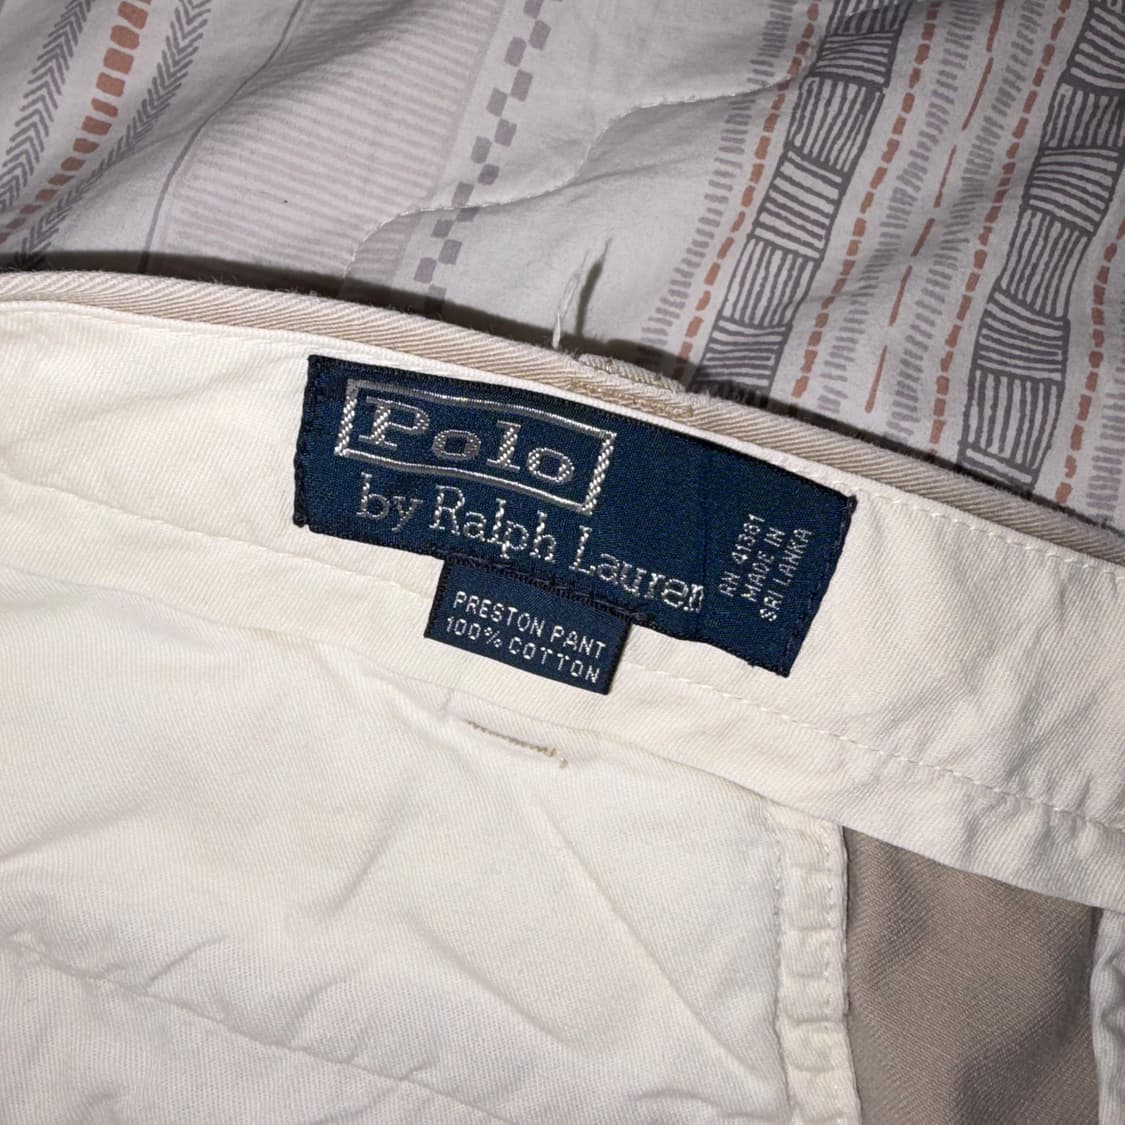 Polo
by Ralph Lauren
RN 41381
MADE IN
SRI LANKA
PRESTON PANT
100% COTTON